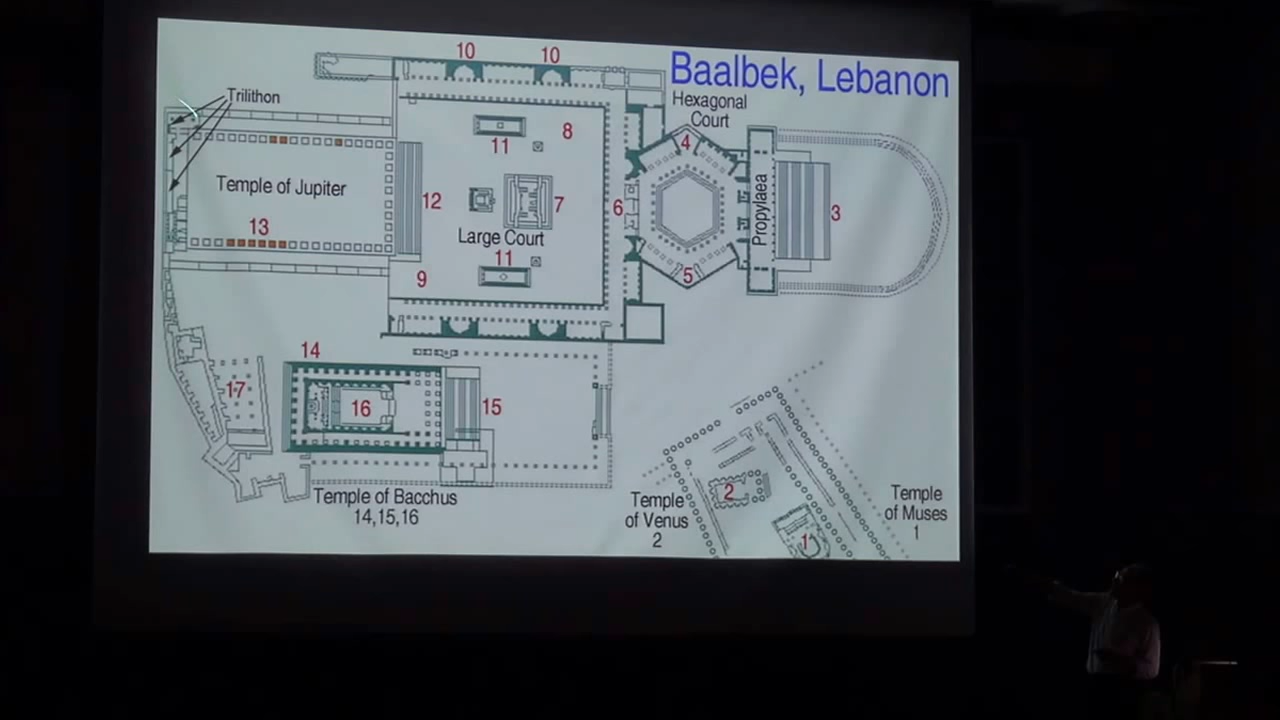 Baalbek, Lebanon
10
10
Trilithon
Hexagonal
Court
8
11
4
Temple of Jupiter
12
7
6
Propylaea
3
13
Large Court
11
9
5
14
17
16
15
Temple of Bacchus
14,15,16
2
Temple
of Venus
2
1
Temple
of Muses
1